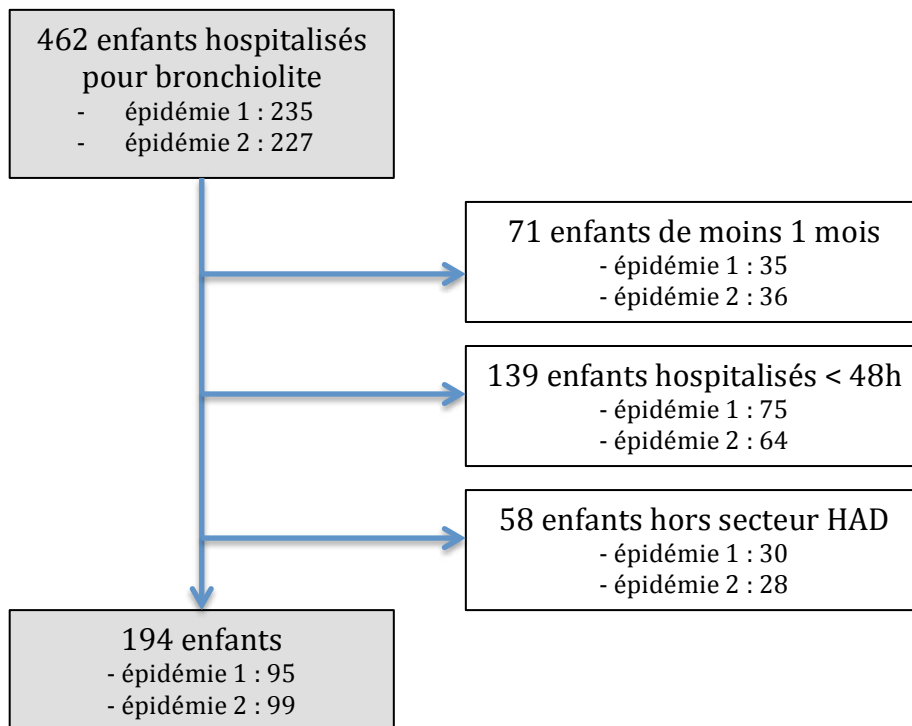 462 enfants hospitalisés
pour bronchiolite
- épidémie 1 : 235
- épidémie 2 : 227
71 enfants de moins 1 mois
- épidémie 1 : 35
- épidémie 2 : 36
139 enfants hospitalisés < 48h
- épidémie 1 : 75
- épidémie 2 : 64
58 enfants hors secteur HAD
- épidémie 1 : 30
- épidémie 2 : 28
194 enfants
- épidémie 1 : 95
- épidémie 2 : 99